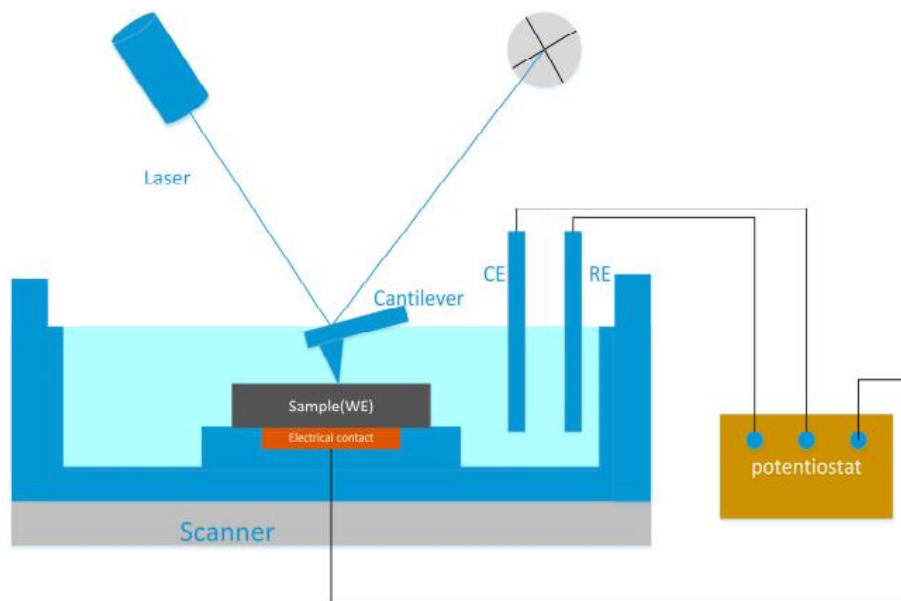 Laser
CE
RE
Cantilever
Sample(WE)
Electrical contact
potentiostat
Scanner